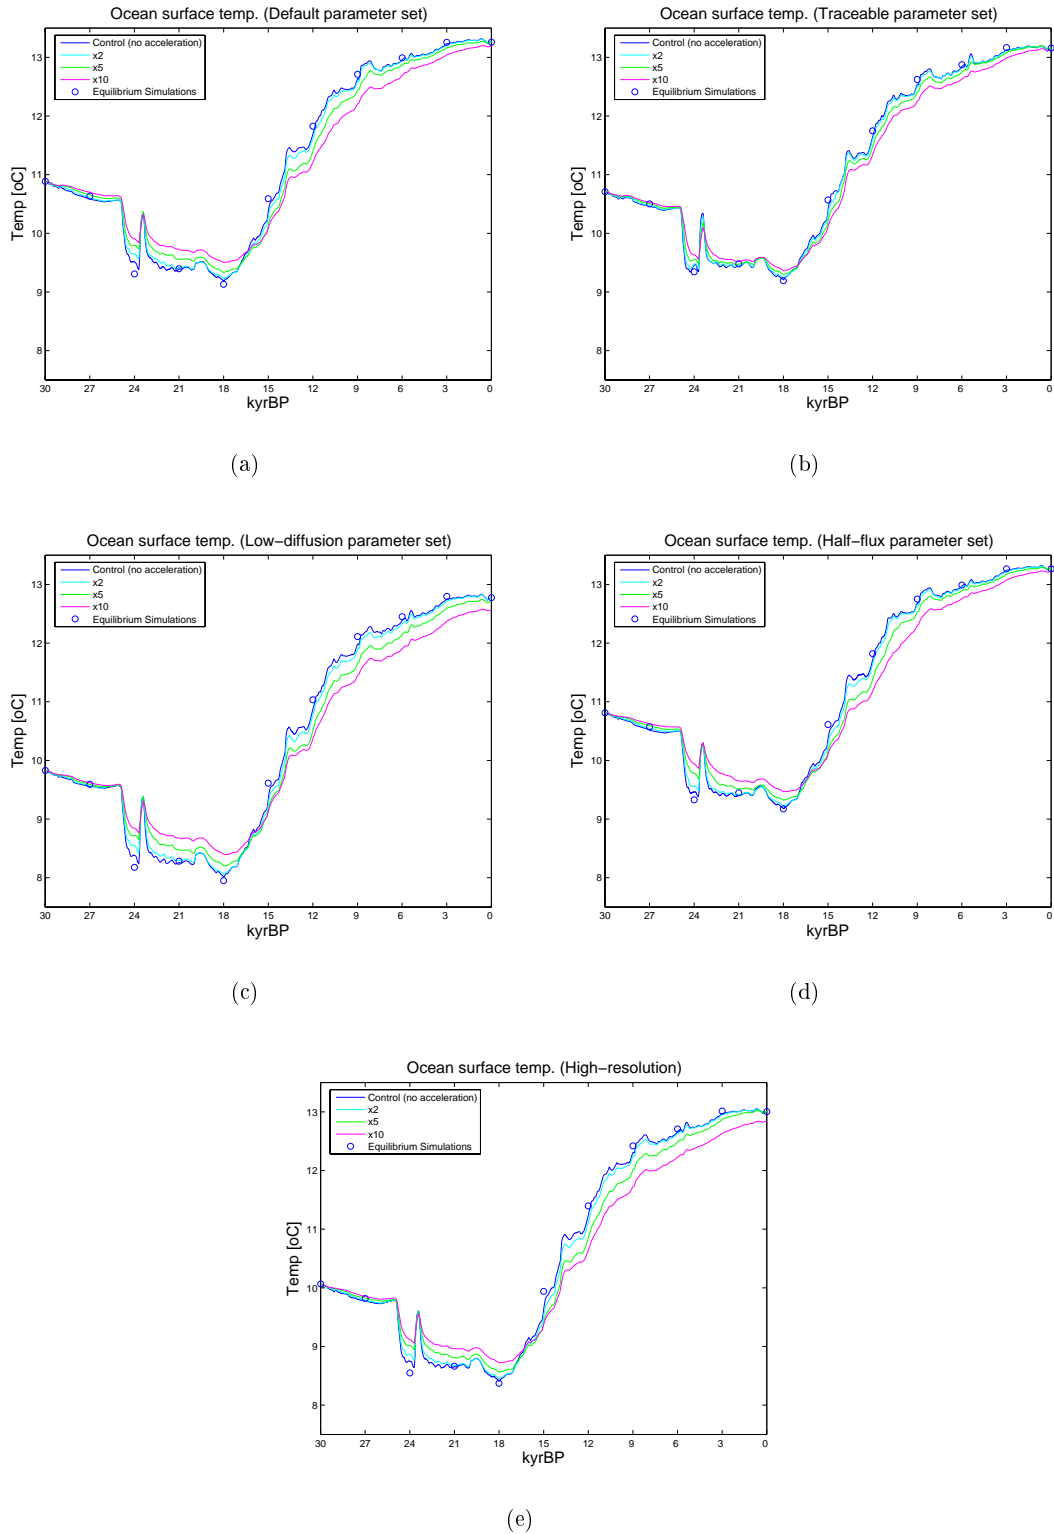 Ocean surface temp. (Default parameter set)
Control (no acceleration)
x2
x5
x10
Equilibrium Simulations
Temp [oC]
13
12
11
10
9
8
30 27 24 21 18 15 12 9 6 3 0
kyrBP
(a)
Ocean surface temp. (Traceable parameter set)
Control (no acceleration)
x2
x5
x10
Equilibrium Simulations
Temp [oC]
13
12
11
10
9
8
30 27 24 21 18 15 12 9 6 3 0
kyrBP
(b)
Ocean surface temp. (Low−diffusion parameter set)
Control (no acceleration)
x2
x5
x10
Equilibrium Simulations
Temp [oC]
13
12
11
10
9
8
30 27 24 21 18 15 12 9 6 3 0
kyrBP
(c)
Ocean surface temp. (Half−flux parameter set)
Control (no acceleration)
x2
x5
x10
Equilibrium Simulations
Temp [oC]
13
12
11
10
9
8
30 27 24 21 18 15 12 9 6 3 0
kyrBP
(d)
Ocean surface temp. (High−resolution)
Control (no acceleration)
x2
x5
x10
Equilibrium Simulations
Temp [oC]
13
12
11
10
9
8
30 27 24 21 18 15 12 9 6 3 0
kyrBP
(e)